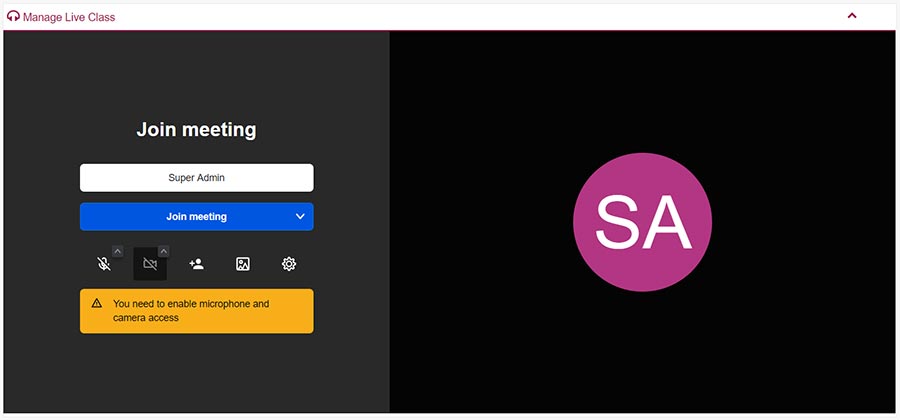 Manage Live Class
Join meeting
Super Admin
Join meeting
You need to enable microphone and
camera access
SA